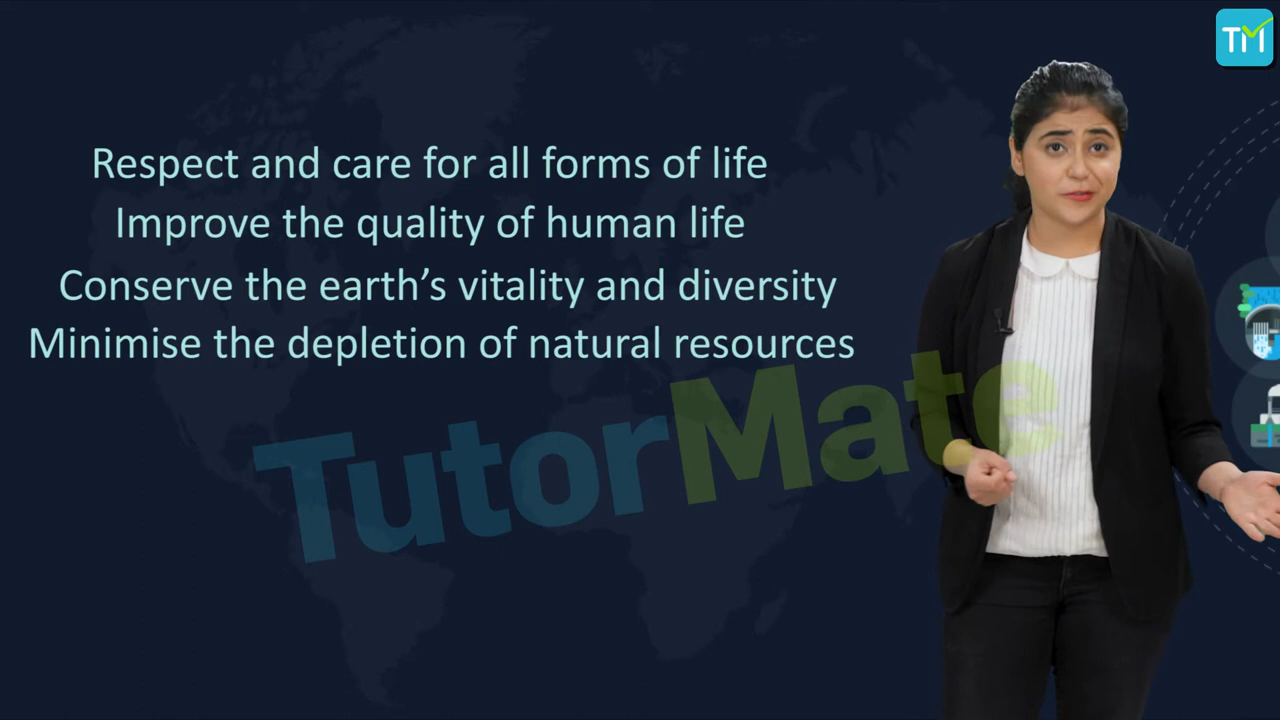 TM
Respect and care for all forms of life
Improve the quality of human life
Conserve the earth’s vitality and diversity
Minimise the depletion of natural resources
TutorMate